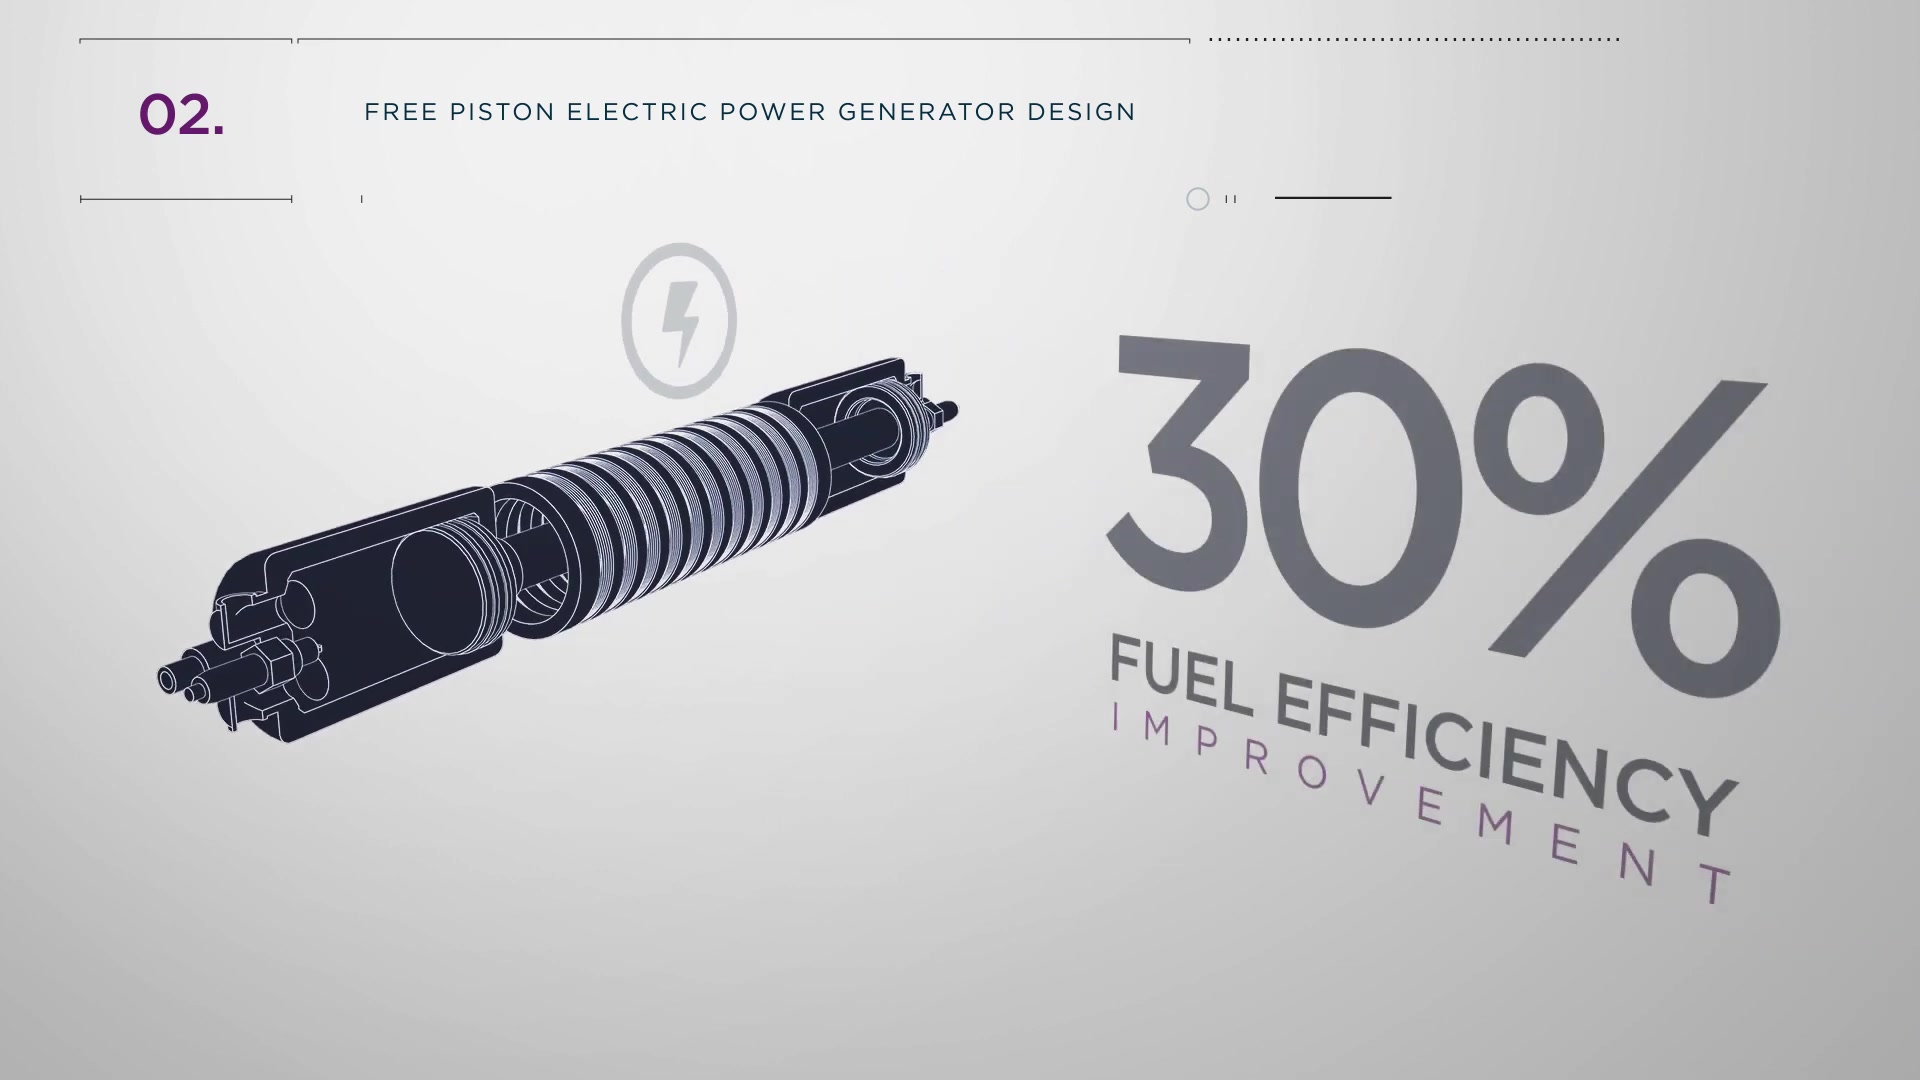 02.
FREE PISTON ELECTRIC POWER GENERATOR DESIGN
30%
FUEL EFFICIENCY
IMPROVEMENT